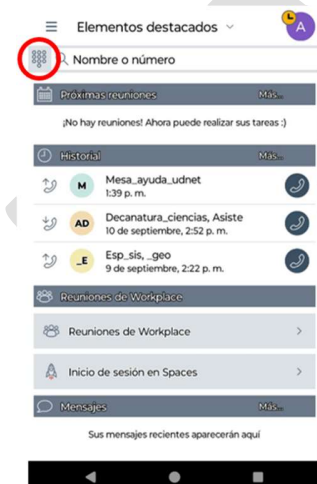 Elementos destacados
A
Nombre o número
Próximas reuniones Más...
¡No hay reuniones! Ahora puede realizar sus tareas :)
Historial Más...
M Mesa_ayuda_udnet
1:39 p. m.
AD Decanatura_ciencias, Asiste
10 de septiembre, 2:52 p. m.
_E Esp_sis, _geo
9 de septiembre, 2:22 p. m.
Reuniones de Workplace
Reuniones de Workplace
Inicio de sesión en Spaces
Mensajes Más...
Sus mensajes recientes aparecerán aquí